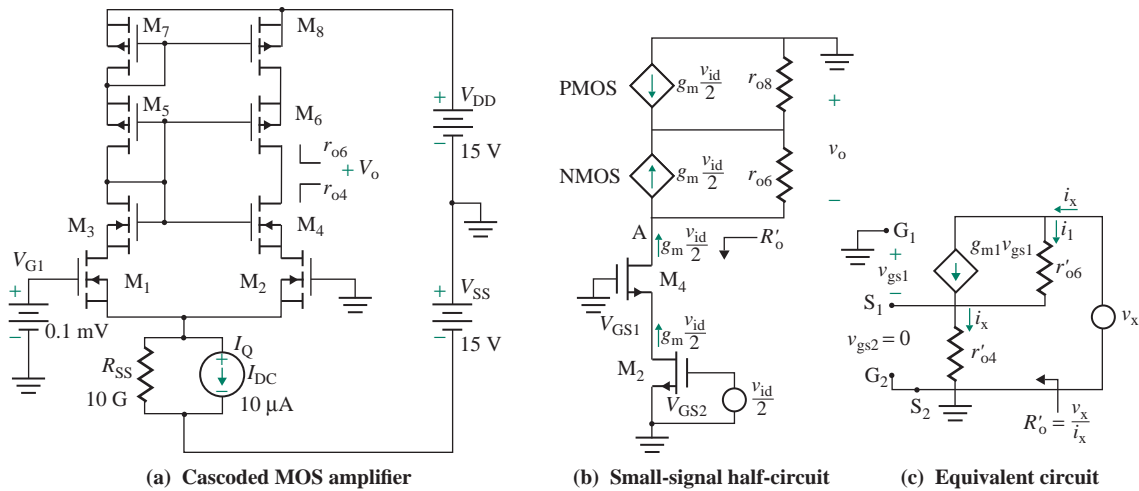 M7
M8
M5
M6
VDD
15 V
ro6
+ Vo
ro4
M3
M4
VG1
M1
M2
0.1 mV
VSS
15 V
RSS
10 G
IQ
IDC
10 μA
(a) Cascoded MOS amplifier
PMOS
gm vid/2
ro8
+
vo
−
NMOS
gm vid/2
ro6
A
gm vid/2
R′o
M4
VGS1
gm vid/2
M2
VGS2
vid/2
(b) Small-signal half-circuit
ix
G1
i1
+
vgs1
−
gm1vgs1
r′o6
S1
ix
vx
vgs2 = 0
r′o4
G2
S2
R′o = vx/ix
(c) Equivalent circuit